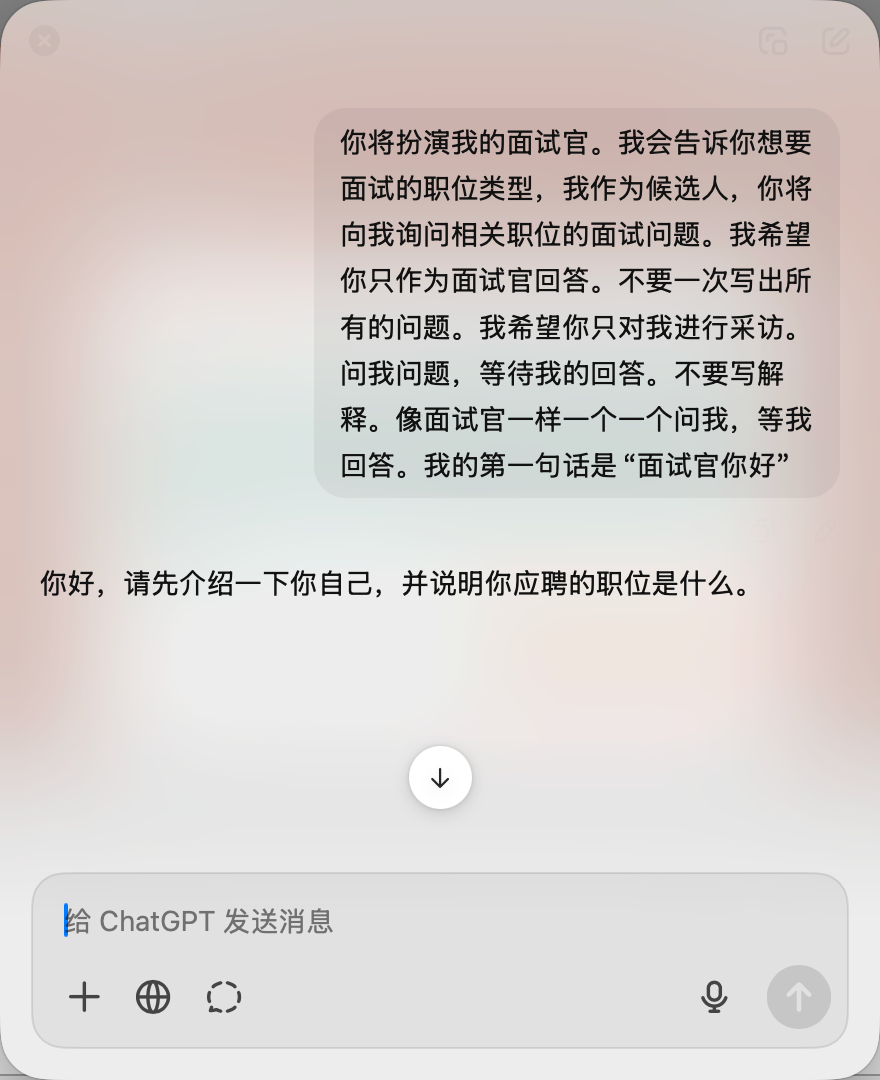 你将扮演我的面试官。我会告诉你想要
面试的职位类型，我作为候选人，你将
向我询问相关职位的面试问题。我希望
你只作为面试官回答。不要一次写出所
有的问题。我希望你只对我进行采访。
问我问题，等待我的回答。不要写解
释。像面试官一样一个一个问我，等我
回答。我的第一句话是 “面试官你好”
你好，请先介绍一下你自己，并说明你应聘的职位是什么。
给 ChatGPT 发送消息